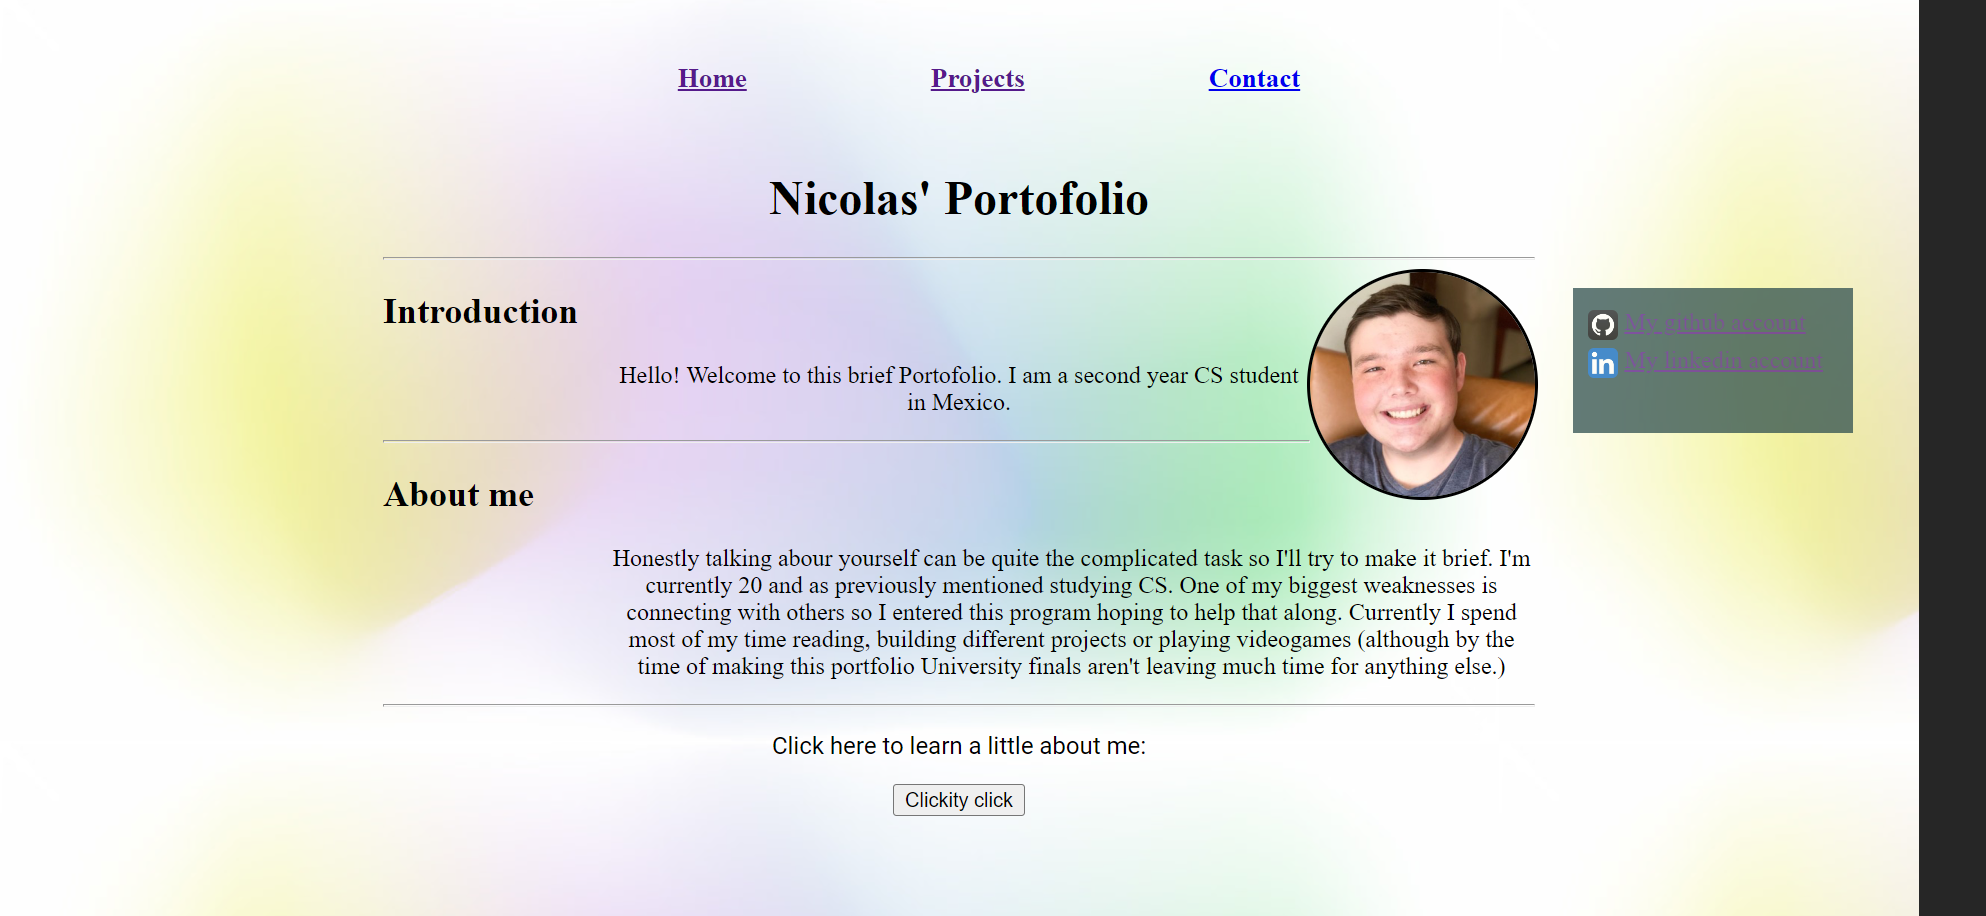 Home Projects Contact
Nicolas' Portofolio
Introduction
Hello! Welcome to this brief Portofolio. I am a second year CS student
in Mexico.
My github account
in My linkedin account
About me
Honestly talking abour yourself can be quite the complicated task so I'll try to make it brief. I'm
currently 20 and as previously mentioned studying CS. One of my biggest weaknesses is
connecting with others so I entered this program hoping to help that along. Currently I spend
most of my time reading, building different projects or playing videogames (although by the
time of making this portfolio University finals aren't leaving much time for anything else.)
Click here to learn a little about me:
Clickity click